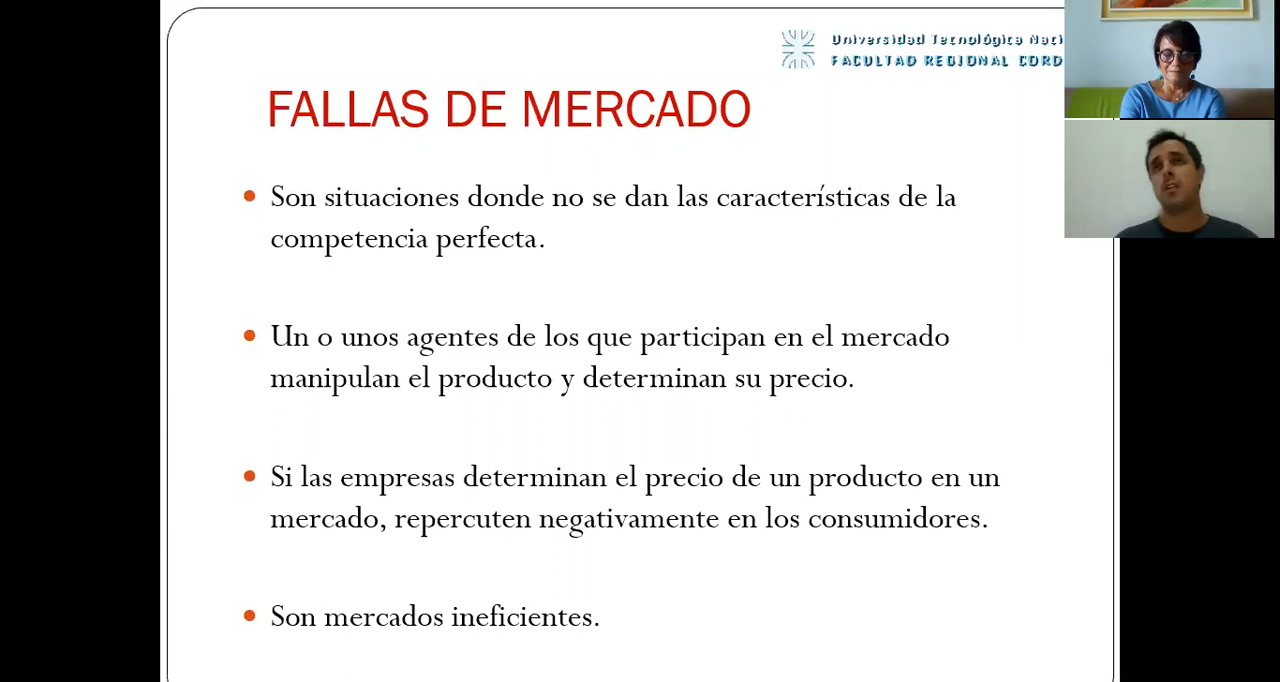 Universidad Tecnológica Naci
FACULTAD REGIONAL CORD
FALLAS DE MERCADO
• Son situaciones donde no se dan las características de la
competencia perfecta.
• Un o unos agentes de los que participan en el mercado
manipulan el producto y determinan su precio.
• Si las empresas determinan el precio de un producto en un
mercado, repercuten negativamente en los consumidores.
• Son mercados ineficientes.